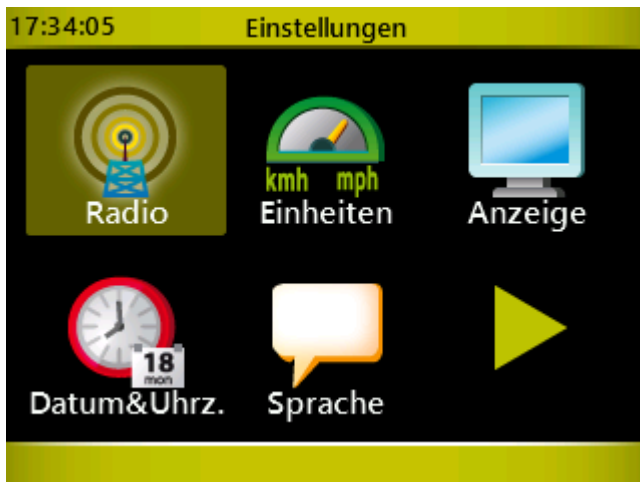 17:34:05 Einstellungen
kmh mph
Radio Einheiten Anzeige
18
mon
Datum&Uhrz. Sprache